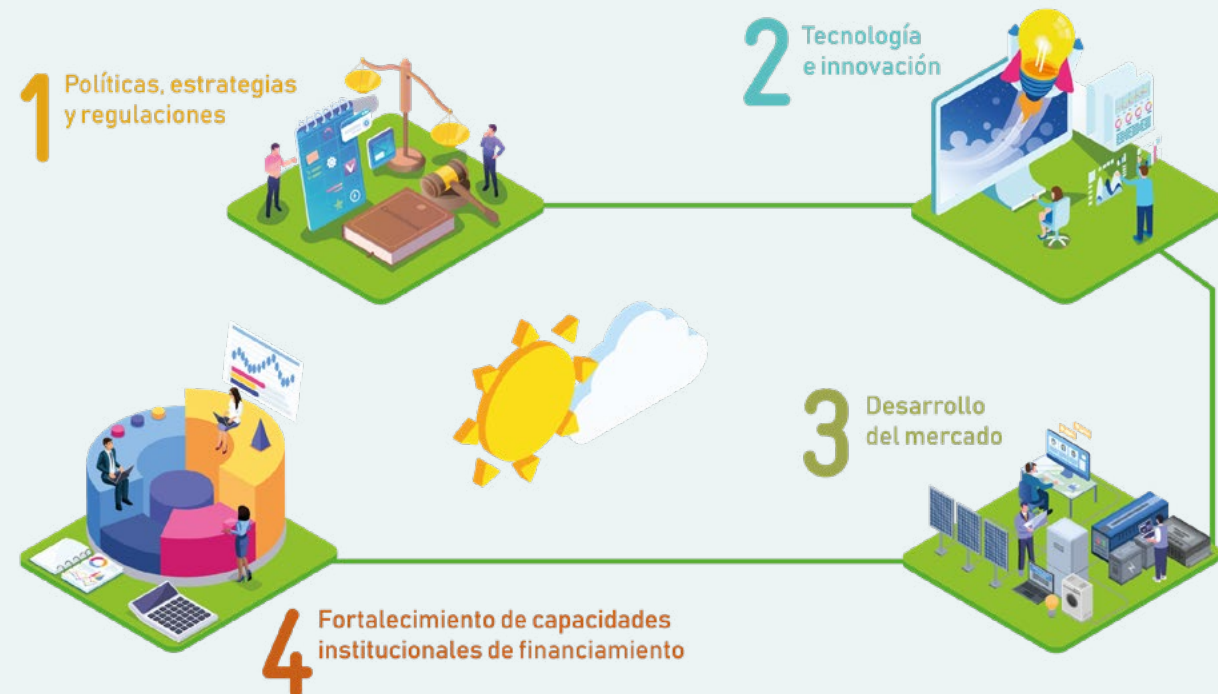 1
Políticas, estrategias
y regulaciones
2
Tecnología
e innovación
3
Desarrollo
del mercado
4
Fortalecimiento de capacidades
institucionales de financiamiento